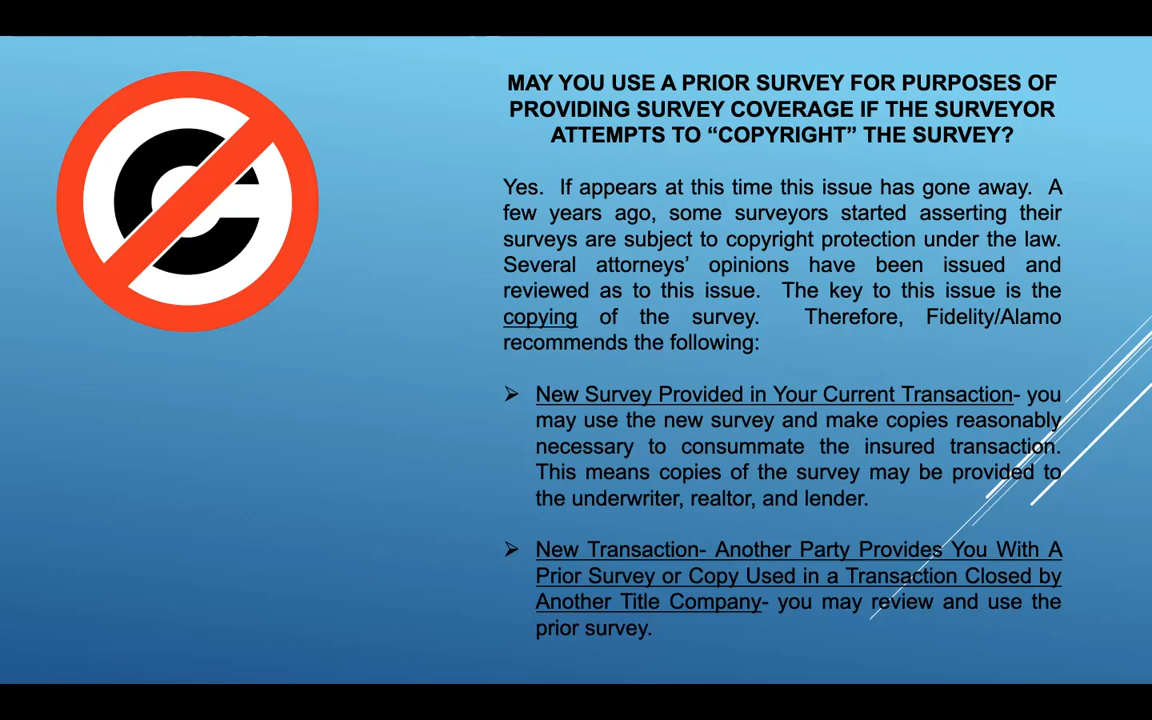 MAY YOU USE A PRIOR SURVEY FOR PURPOSES OF
PROVIDING SURVEY COVERAGE IF THE SURVEYOR
ATTEMPTS TO “COPYRIGHT” THE SURVEY?
Yes. If appears at this time this issue has gone away. A
few years ago, some surveyors started asserting their
surveys are subject to copyright protection under the law.
Several attorneys’ opinions have been issued and
reviewed as to this issue. The key to this issue is the
copying of the survey. Therefore, Fidelity/Alamo
recommends the following:
New Survey Provided in Your Current Transaction- you
may use the new survey and make copies reasonably
necessary to consummate the insured transaction.
This means copies of the survey may be provided to
the underwriter, realtor, and lender.
New Transaction- Another Party Provides You With A
Prior Survey or Copy Used in a Transaction Closed by
Another Title Company- you may review and use the
prior survey.